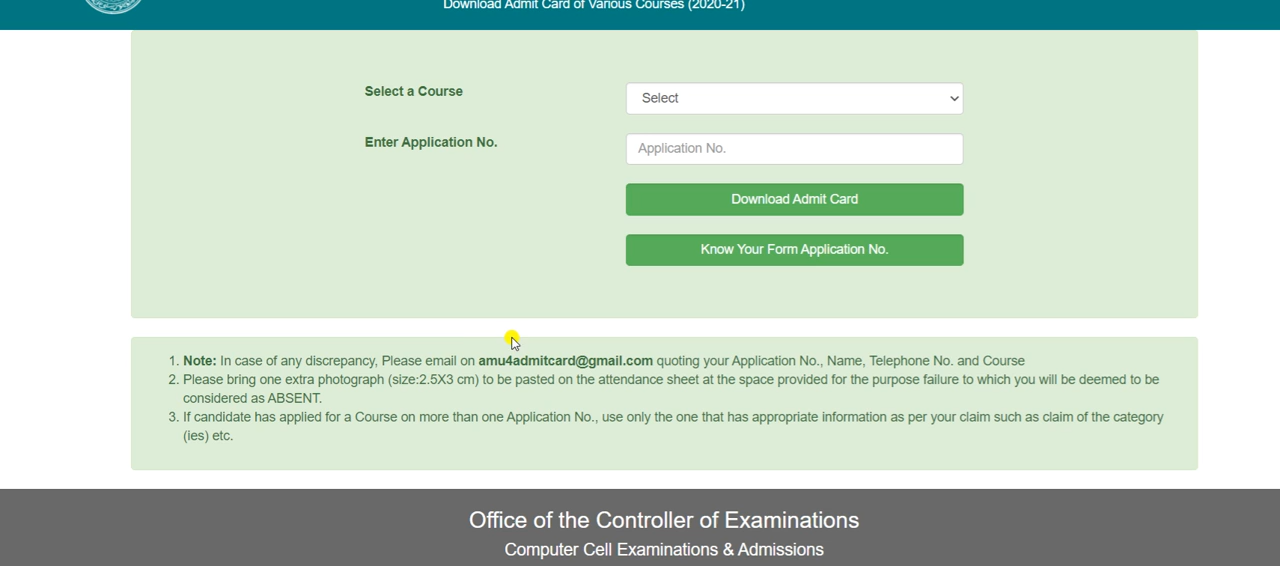 Download Admit Card of Various Courses (2020-21)
Select a Course
Select
Enter Application No.
Application No.
Download Admit Card
Know Your Form Application No.
1. Note: In case of any discrepancy, Please email on amu4admitcard@gmail.com quoting your Application No., Name, Telephone No. and Course
2. Please bring one extra photograph (size:2.5X3 cm) to be pasted on the attendance sheet at the space provided for the purpose failure to which you will be deemed to be
considered as ABSENT.
3. If candidate has applied for a Course on more than one Application No., use only the one that has appropriate information as per your claim such as claim of the category
(ies) etc.
Office of the Controller of Examinations
Computer Cell Examinations & Admissions